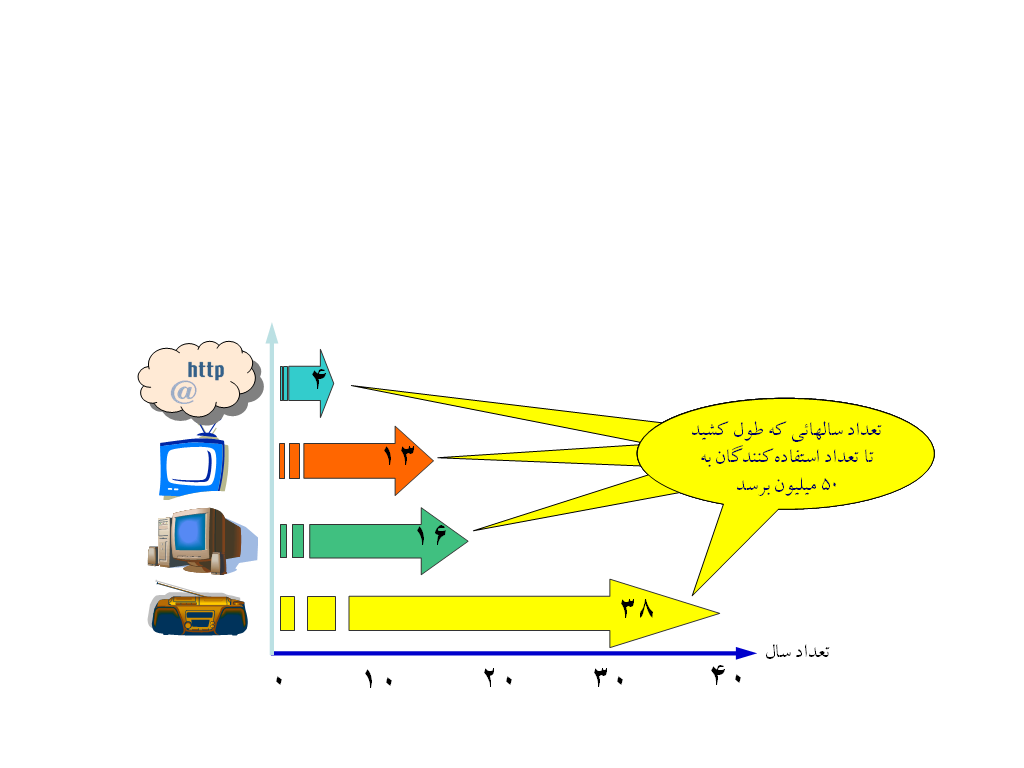 http
@
۴
۱۳
۱۶
۳۸
تعداد سالهائی که طول کشید
تا تعداد استفاده‌کنندگان به
۵۰ میلیون برسد
تعداد سال
۰ ۱۰ ۲۰ ۳۰ ۴۰